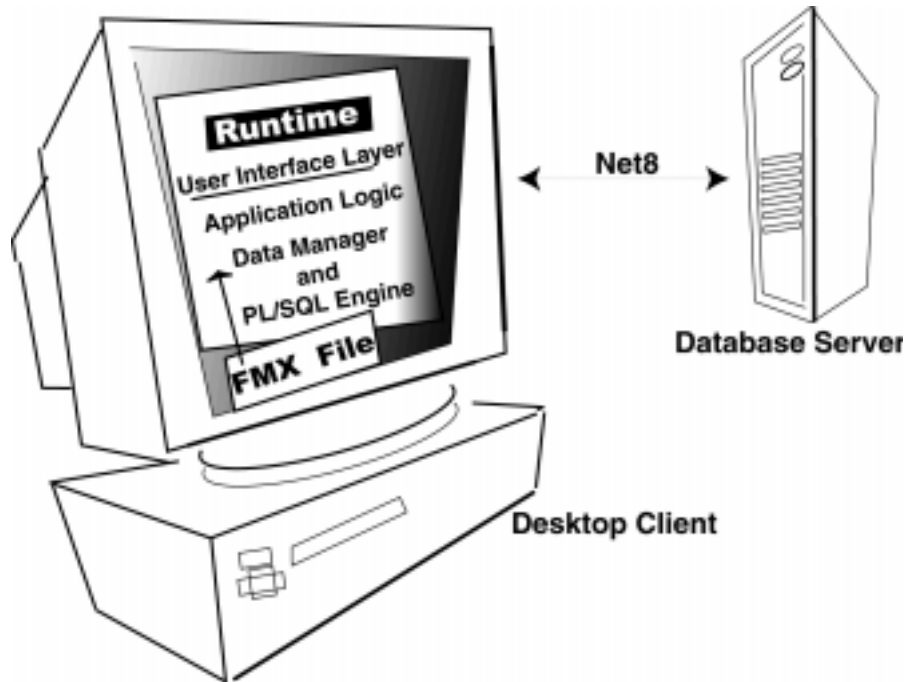 Runtime
User Interface Layer
Application Logic
Data Manager
and
PL/SQL Engine
FMX File
Net8
Database Server
Desktop Client